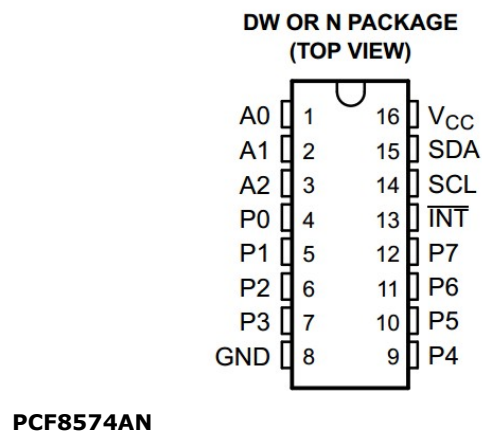 DW OR N PACKAGE
(TOP VIEW)
A0 1 16 VCC
A1 2 15 SDA
A2 3 14 SCL
P0 4 13 INT
P1 5 12 P7
P2 6 11 P6
P3 7 10 P5
GND 8 9 P4
PCF8574AN